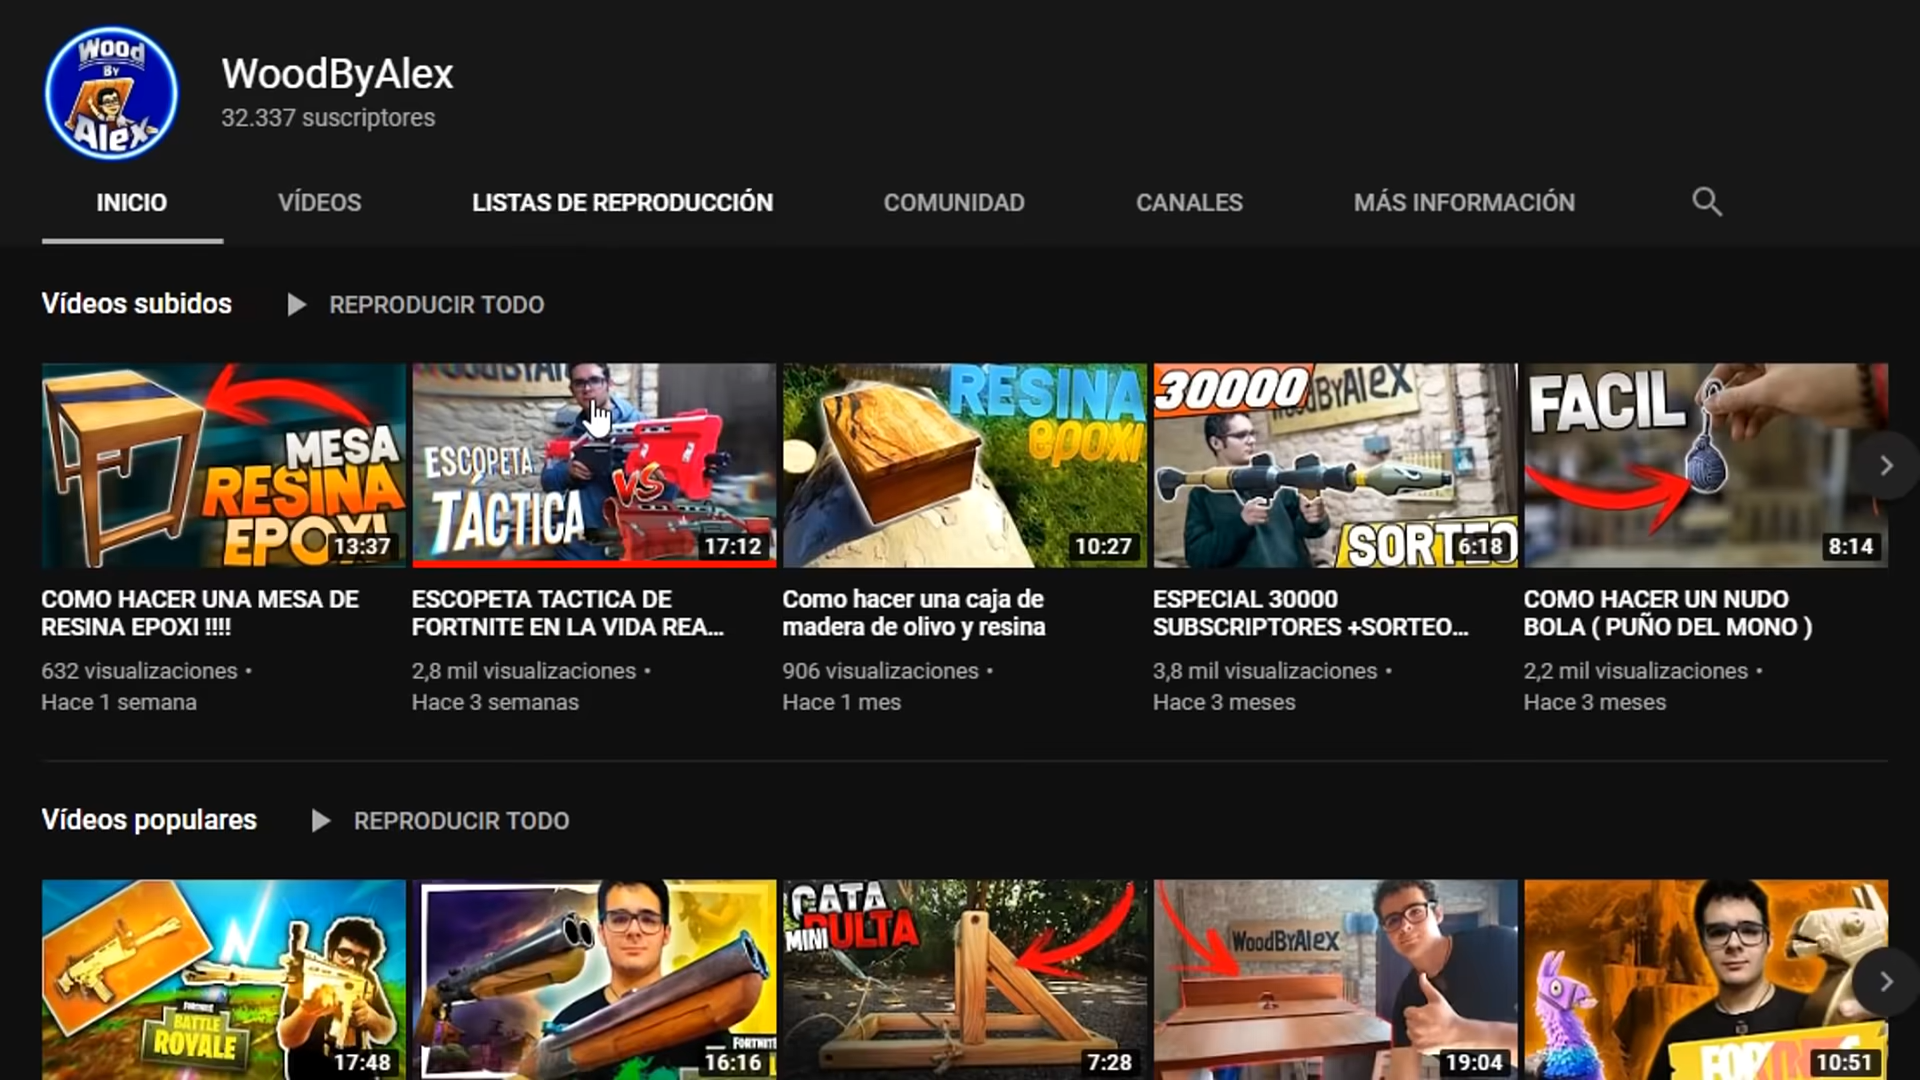 Wood
By
Alex
WoodByAlex
32.337 suscriptores
INICIO
VÍDEOS
LISTAS DE REPRODUCCIÓN
COMUNIDAD
CANALES
MÁS INFORMACIÓN
Vídeos subidos
REPRODUCIR TODO
MESA
RESINA
EPOXI
13:37
ESCOPETA
TÁCTICA
VS
17:12
RESINA
epoxi
10:27
30000
WoodByAlex
SORTEO
6:18
FACIL
8:14
COMO HACER UNA MESA DE
RESINA EPOXI !!!!
632 visualizaciones •
Hace 1 semana
ESCOPETA TACTICA DE
FORTNITE EN LA VIDA REA...
2,8 mil visualizaciones •
Hace 3 semanas
Como hacer una caja de
madera de olivo y resina
906 visualizaciones •
Hace 1 mes
ESPECIAL 30000
SUBSCRIPTORES +SORTEO...
3,8 mil visualizaciones •
Hace 3 meses
COMO HACER UN NUDO
BOLA ( PUÑO DEL MONO )
2,2 mil visualizaciones •
Hace 3 meses
Vídeos populares
REPRODUCIR TODO
FORTNITE
BATTLE
ROYALE
17:48
FORTNITE
16:16
CATA
MINI PULTA
7:28
WoodByAlex
19:04
10:51